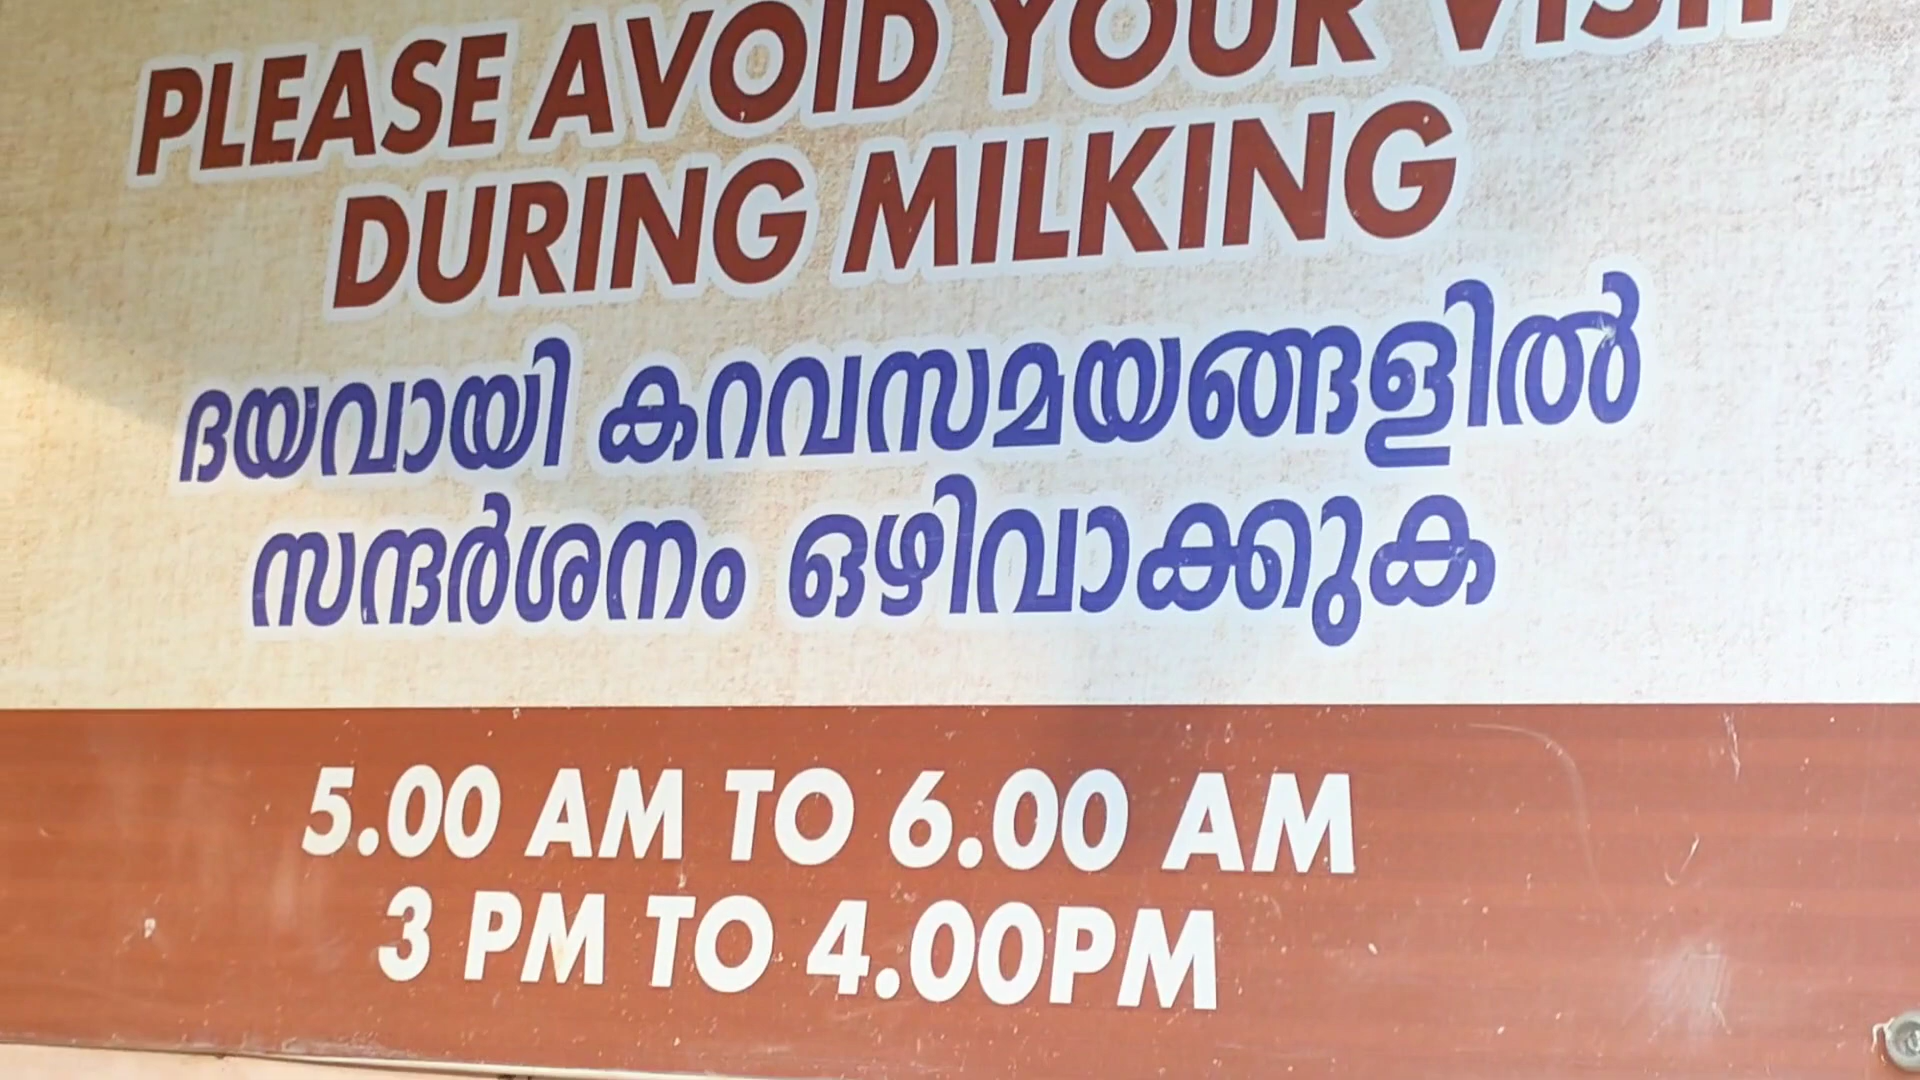 PLEASE AVOID YOUR VISIT
DURING MILKING
ദയവായി കറവസമയങ്ങളിൽ
സന്ദർശനം ഒഴിവാക്കുക
5.00 AM TO 6.00 AM
3 PM TO 4.00PM